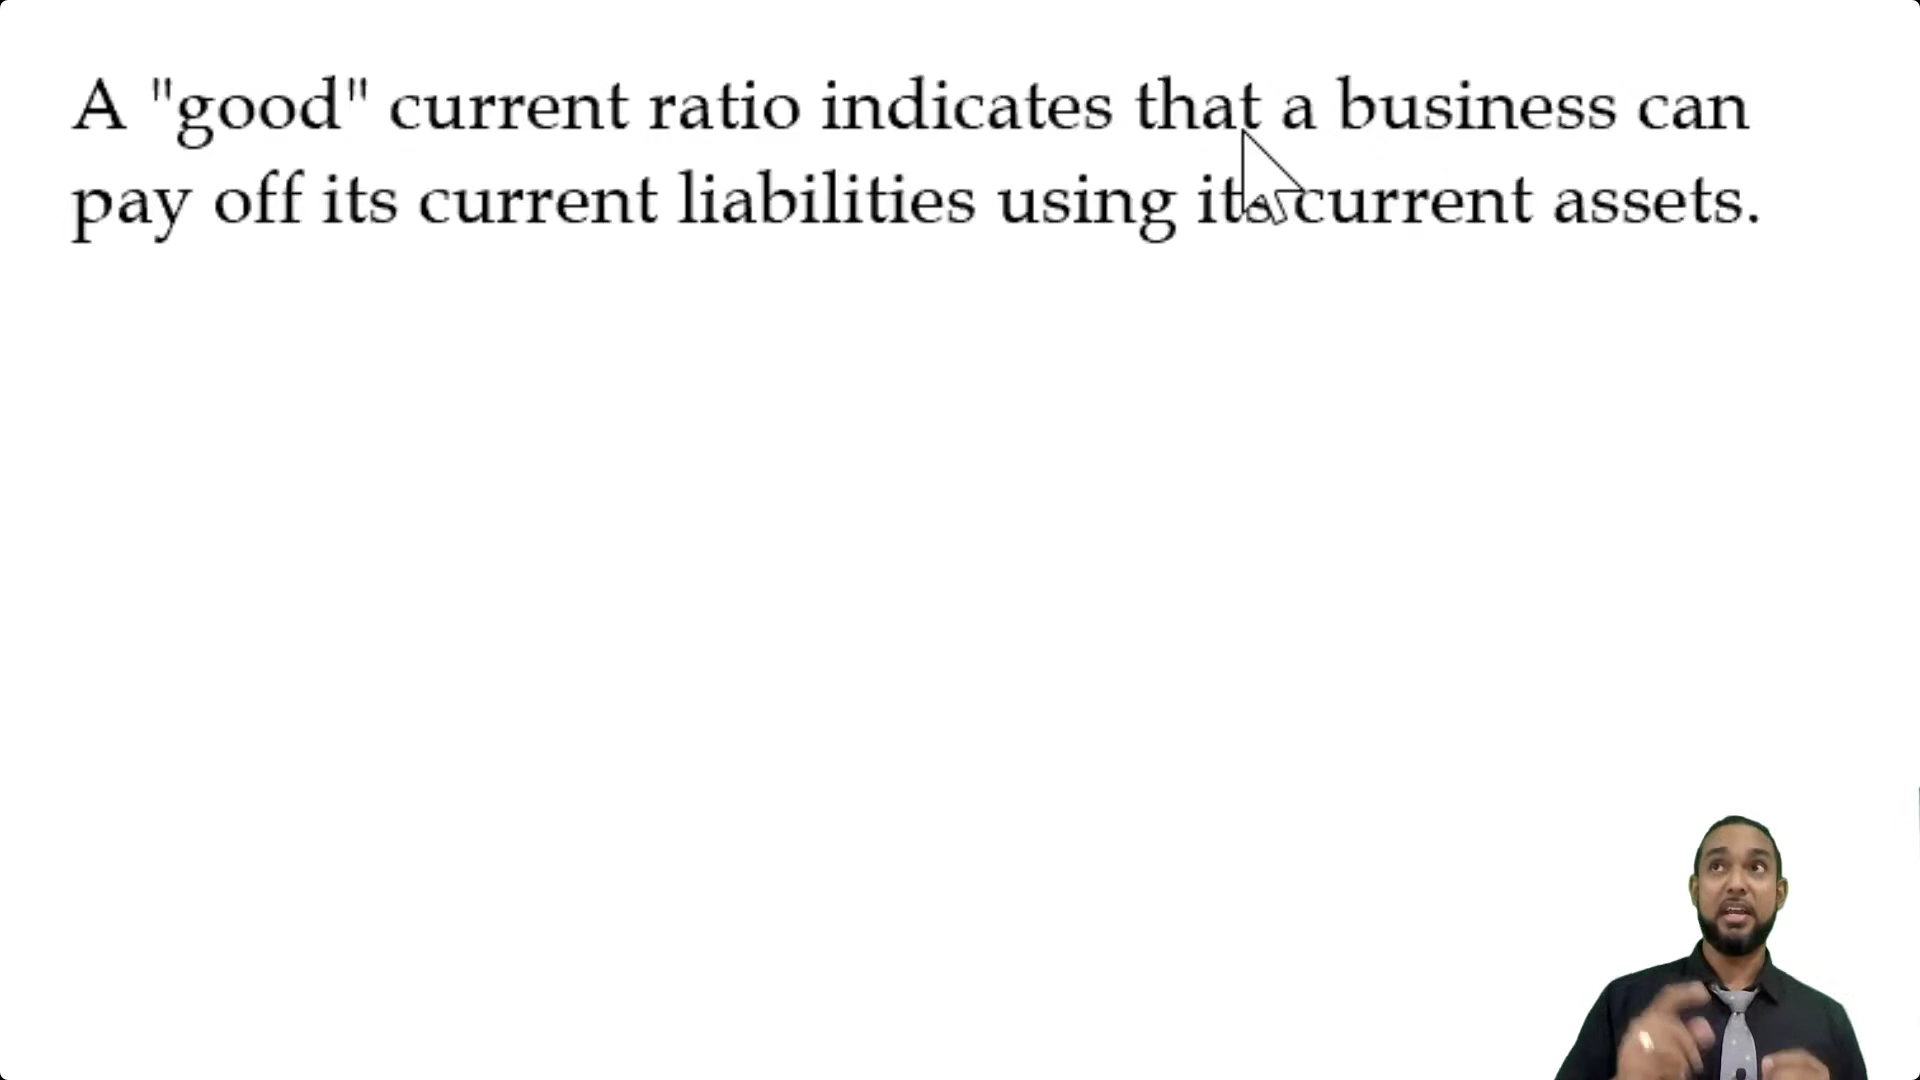 A "good" current ratio indicates that a business can
pay off its current liabilities using its current assets.